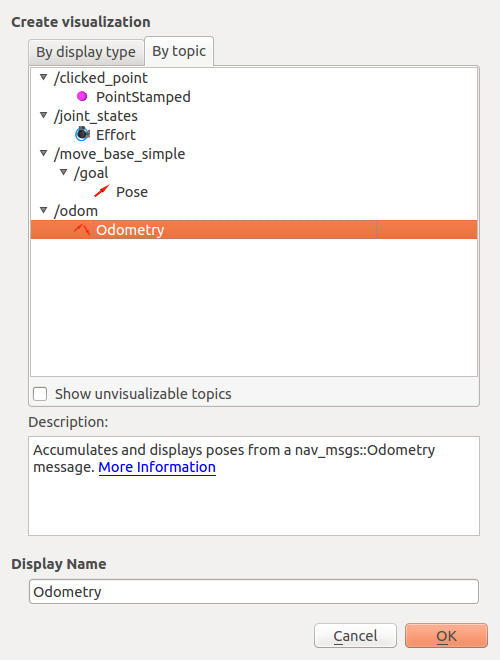 Create visualization
By display type
By topic
/clicked_point
PointStamped
/joint_states
Effort
/move_base_simple
/goal
Pose
/odom
Odometry
Show unvisualizable topics
Description:
Accumulates and displays poses from a nav_msgs::Odometry
message. More Information
Display Name
Odometry
Cancel
OK